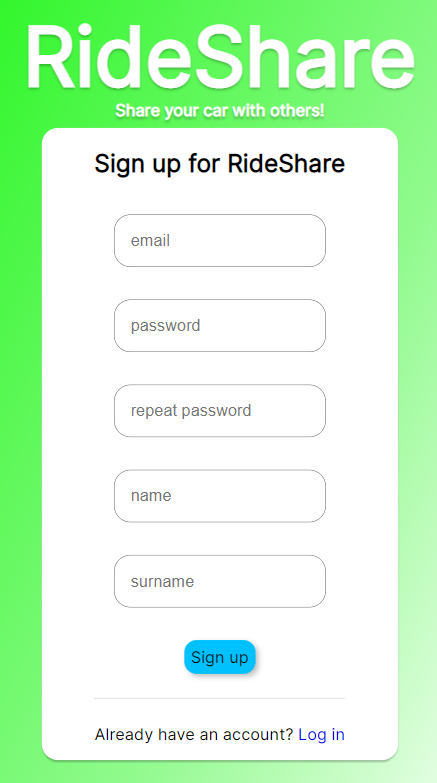 RideShare
Share your car with others!
Sign up for RideShare
email
password
repeat password
name
surname
Sign up
Already have an account? Log in